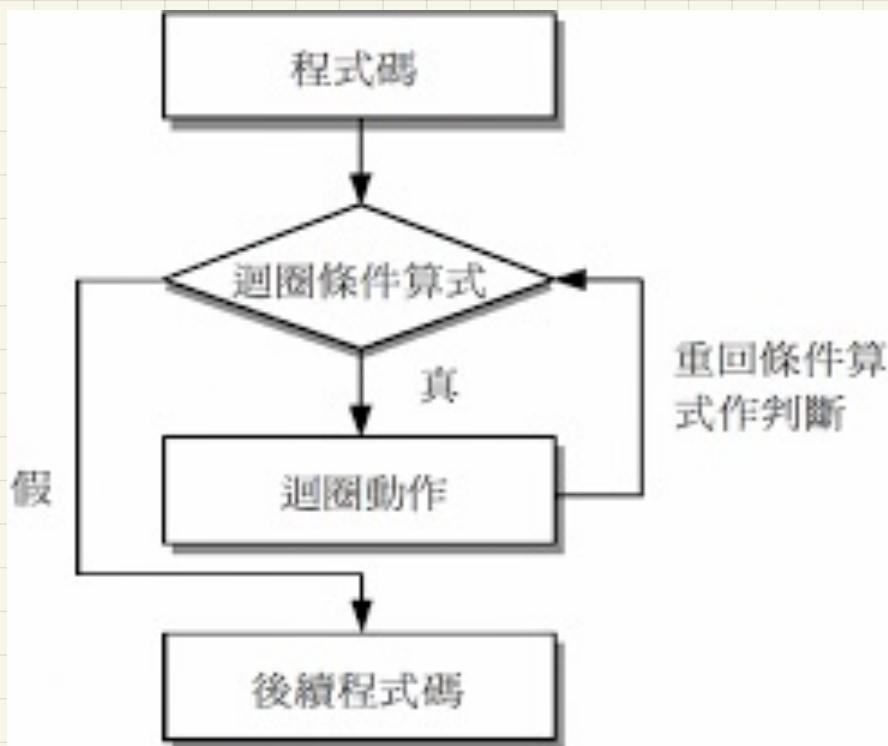 程式碼
迴圈條件算式
真
重回條件算
式作判斷
假
迴圈動作
後續程式碼